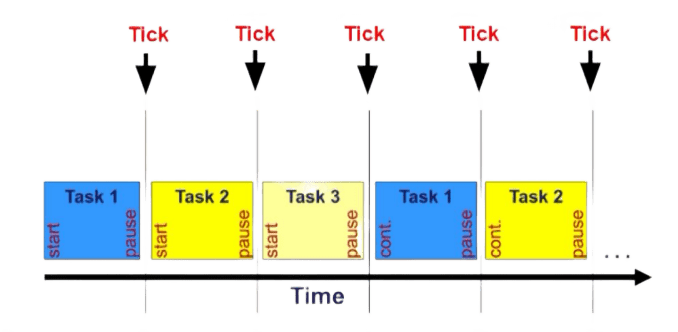 Tick Tick Tick Tick Tick
Task 1 Task 2 Task 3 Task 1 Task 2
start pause start pause start pause cont. pause cont. pause ...
Time